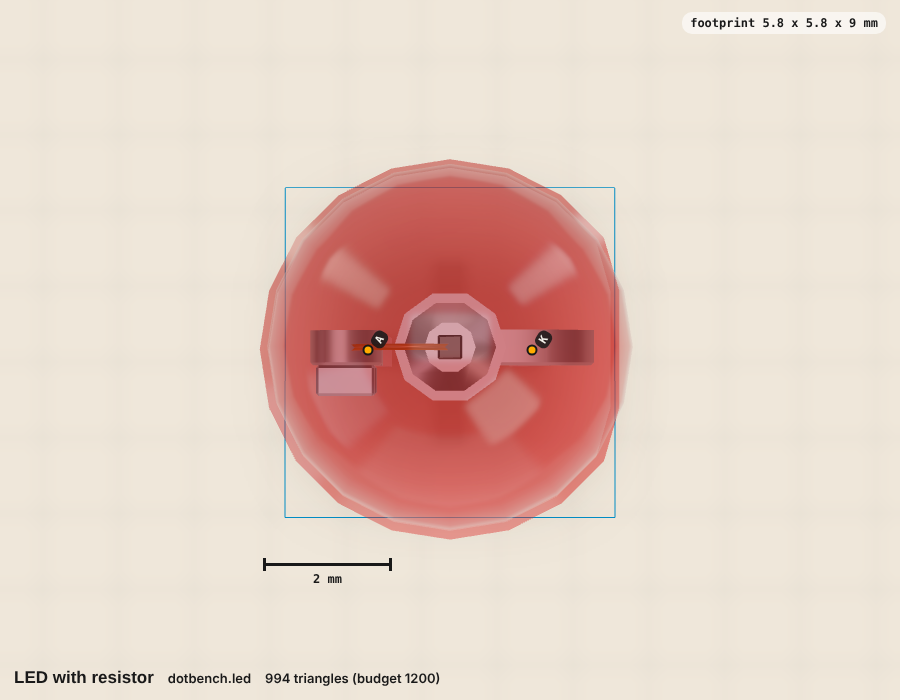 footprint 5.8 x 5.8 x 9 mm
A
K
2 mm
LED with resistor dotbench.led 994 triangles (budget 1200)